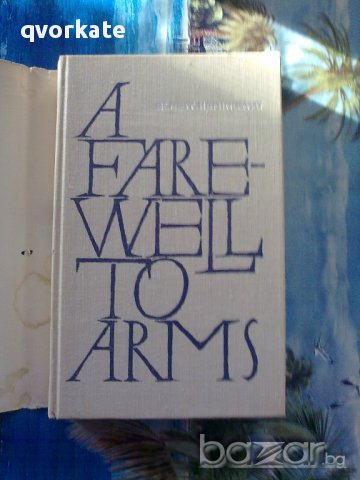 qvorkate
A
FARE-
WELL
TO
ARMS
bazar.bg